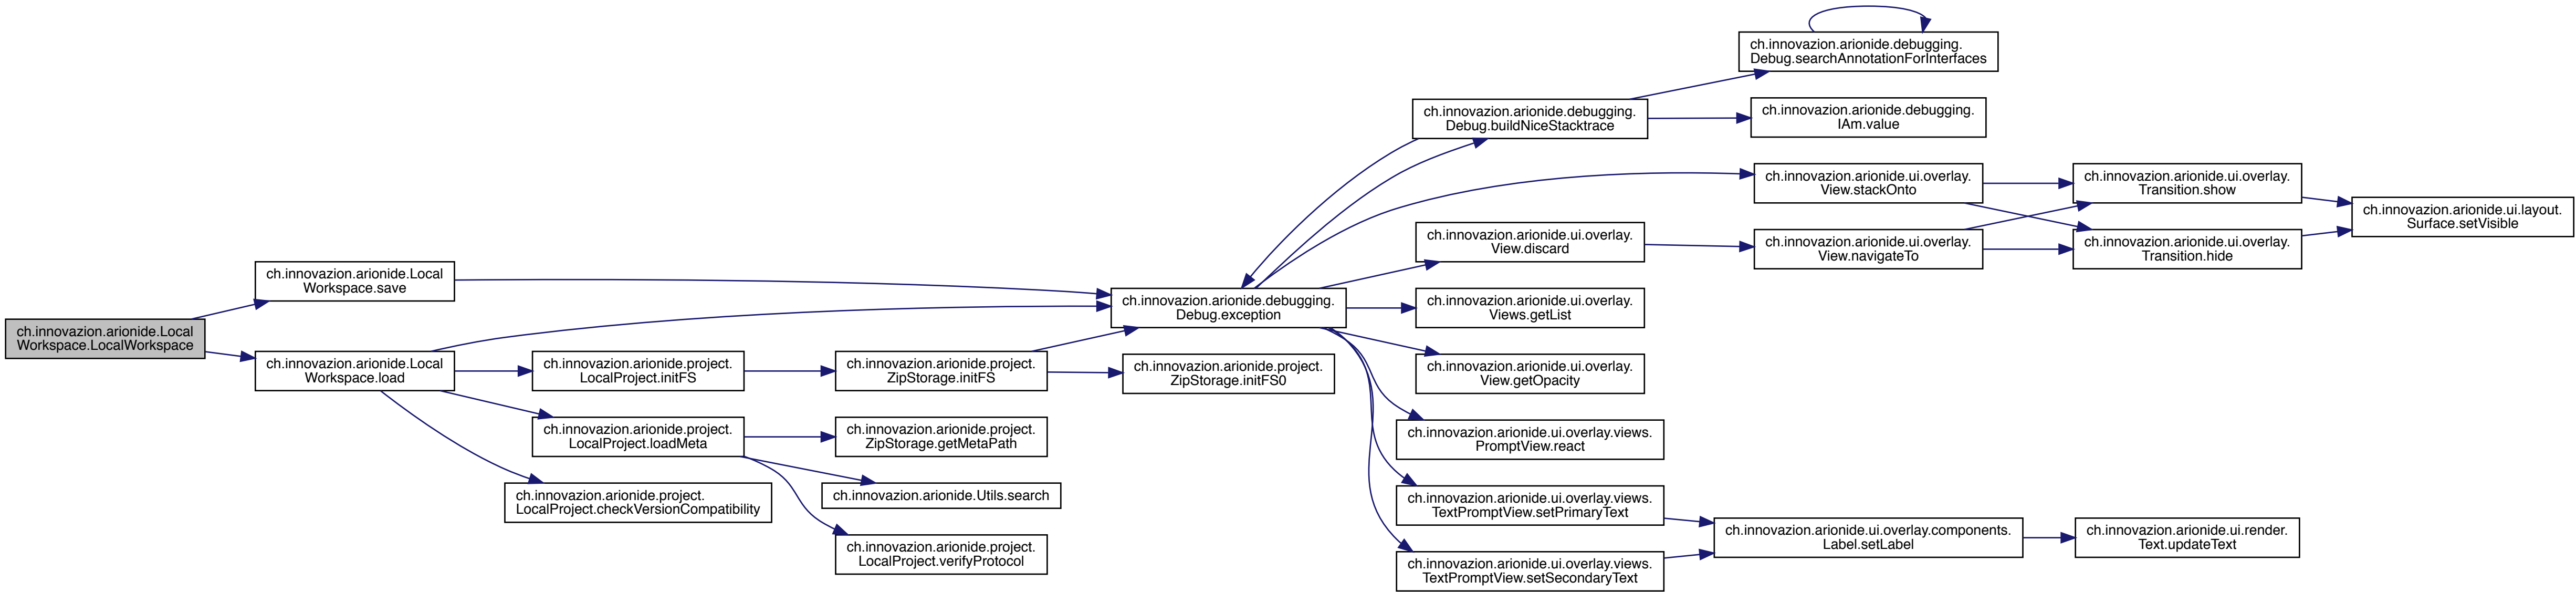 ch.innovazion.arionide.Local
Workspace.LocalWorkspace
ch.innovazion.arionide.Local
Workspace.save
ch.innovazion.arionide.Local
Workspace.load
ch.innovazion.arionide.project.
LocalProject.initFS
ch.innovazion.arionide.project.
LocalProject.loadMeta
ch.innovazion.arionide.project.
LocalProject.checkVersionCompatibility
ch.innovazion.arionide.project.
ZipStorage.initFS
ch.innovazion.arionide.project.
ZipStorage.getMetaPath
ch.innovazion.arionide.Utils.search
ch.innovazion.arionide.project.
LocalProject.verifyProtocol
ch.innovazion.arionide.debugging.
Debug.exception
ch.innovazion.arionide.project.
ZipStorage.initFS0
ch.innovazion.arionide.debugging.
Debug.buildNiceStacktrace
ch.innovazion.arionide.ui.overlay.
View.discard
ch.innovazion.arionide.ui.overlay.
Views.getList
ch.innovazion.arionide.ui.overlay.
View.getOpacity
ch.innovazion.arionide.ui.overlay.views.
PromptView.react
ch.innovazion.arionide.ui.overlay.views.
TextPromptView.setPrimaryText
ch.innovazion.arionide.ui.overlay.views.
TextPromptView.setSecondaryText
ch.innovazion.arionide.debugging.
Debug.searchAnnotationForInterfaces
ch.innovazion.arionide.debugging.
IAm.value
ch.innovazion.arionide.ui.overlay.
View.stackOnto
ch.innovazion.arionide.ui.overlay.
View.navigateTo
ch.innovazion.arionide.ui.overlay.components.
Label.setLabel
ch.innovazion.arionide.ui.overlay.
Transition.show
ch.innovazion.arionide.ui.overlay.
Transition.hide
ch.innovazion.arionide.ui.render.
Text.updateText
ch.innovazion.arionide.ui.layout.
Surface.setVisible